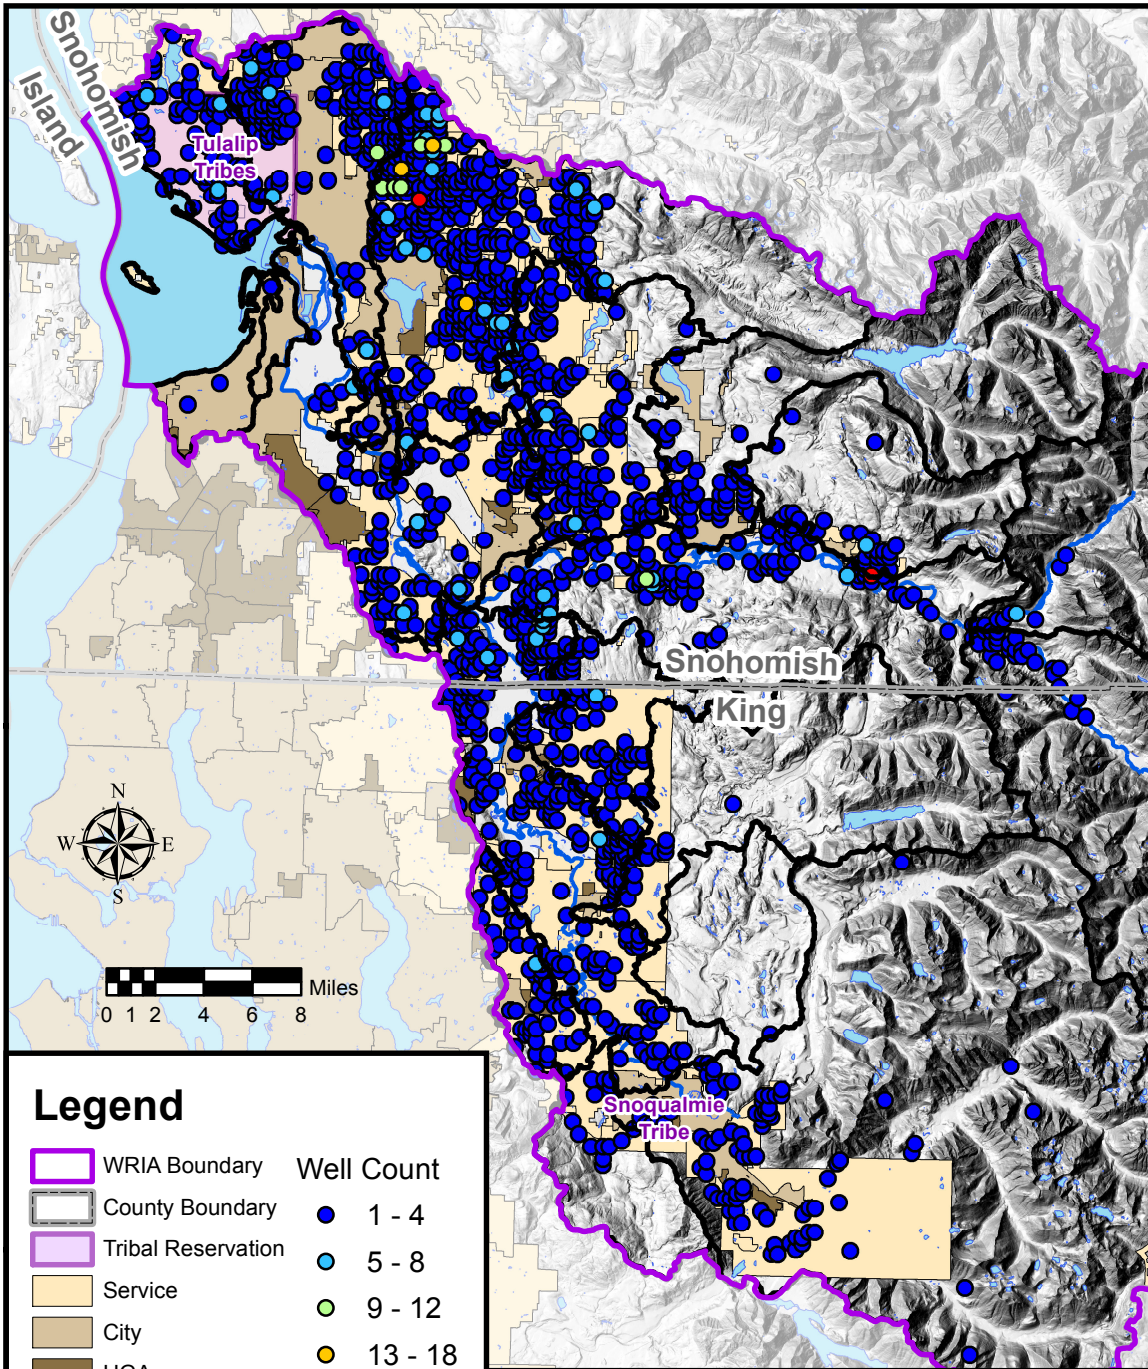 Snohomish
Island
Tulalip
Tribes
Snohomish
King
N
W
E
S
Miles
0 1 2 4 6 8
Snoqualmie
Tribe
Legend
WRIA Boundary
County Boundary
Tribal Reservation
Service
City
UGA
Well Count
1 - 4
5 - 8
9 - 12
13 - 18